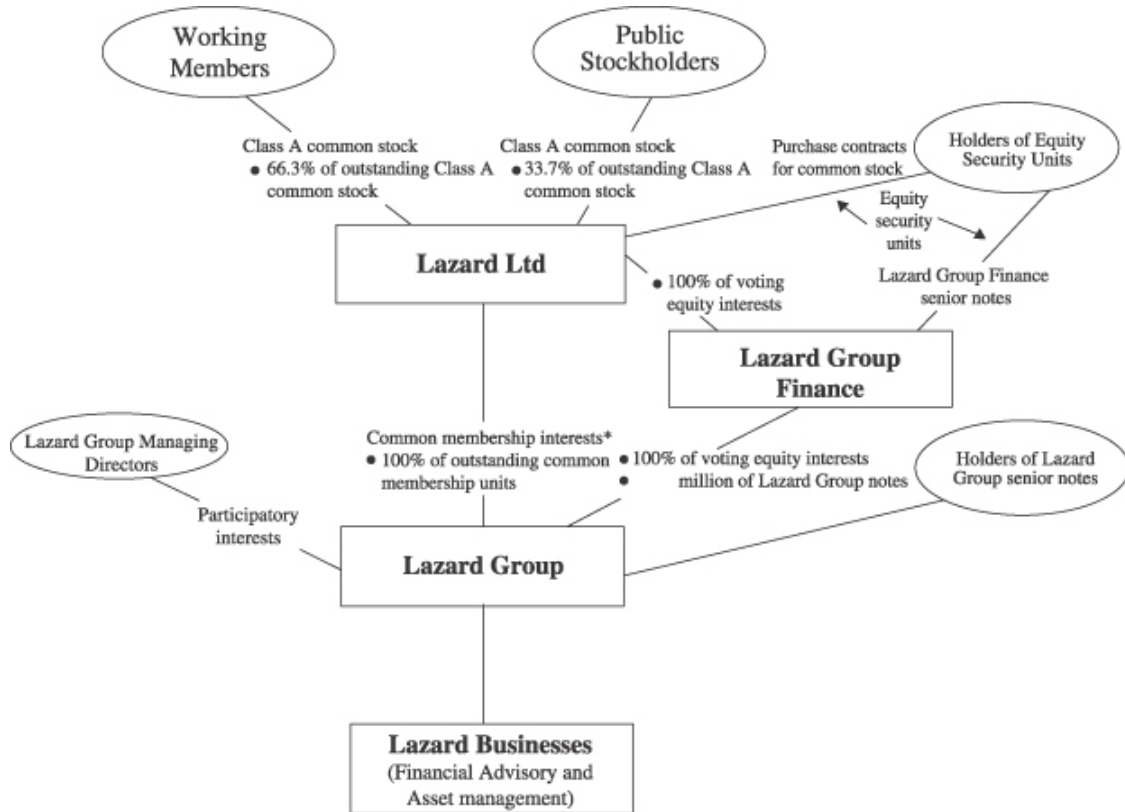 Working
Members
Public
Stockholders
Class A common stock
● 66.3% of outstanding Class A
common stock
Class A common stock
● 33.7% of outstanding Class A
common stock
Purchase contracts
for common stock
Holders of Equity
Security Units
Equity
security
units
Lazard Ltd
● 100% of voting
equity interests
Lazard Group Finance
senior notes
Lazard Group
Finance
Lazard Group Managing
Directors
Common membership interests*
● 100% of outstanding common
membership units
● 100% of voting equity interests
● million of Lazard Group notes
Holders of Lazard
Group senior notes
Participatory
interests
Lazard Group
Lazard Businesses
(Financial Advisory and
Asset management)